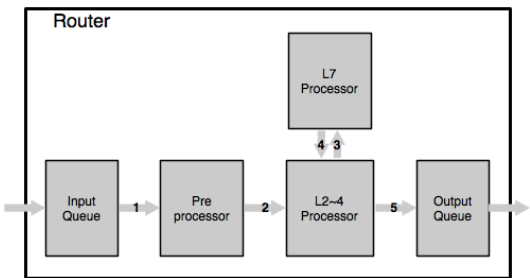 Router
L7
Processor
4
3
Input
Queue
1
Pre
processor
2
L2~4
Processor
5
Output
Queue